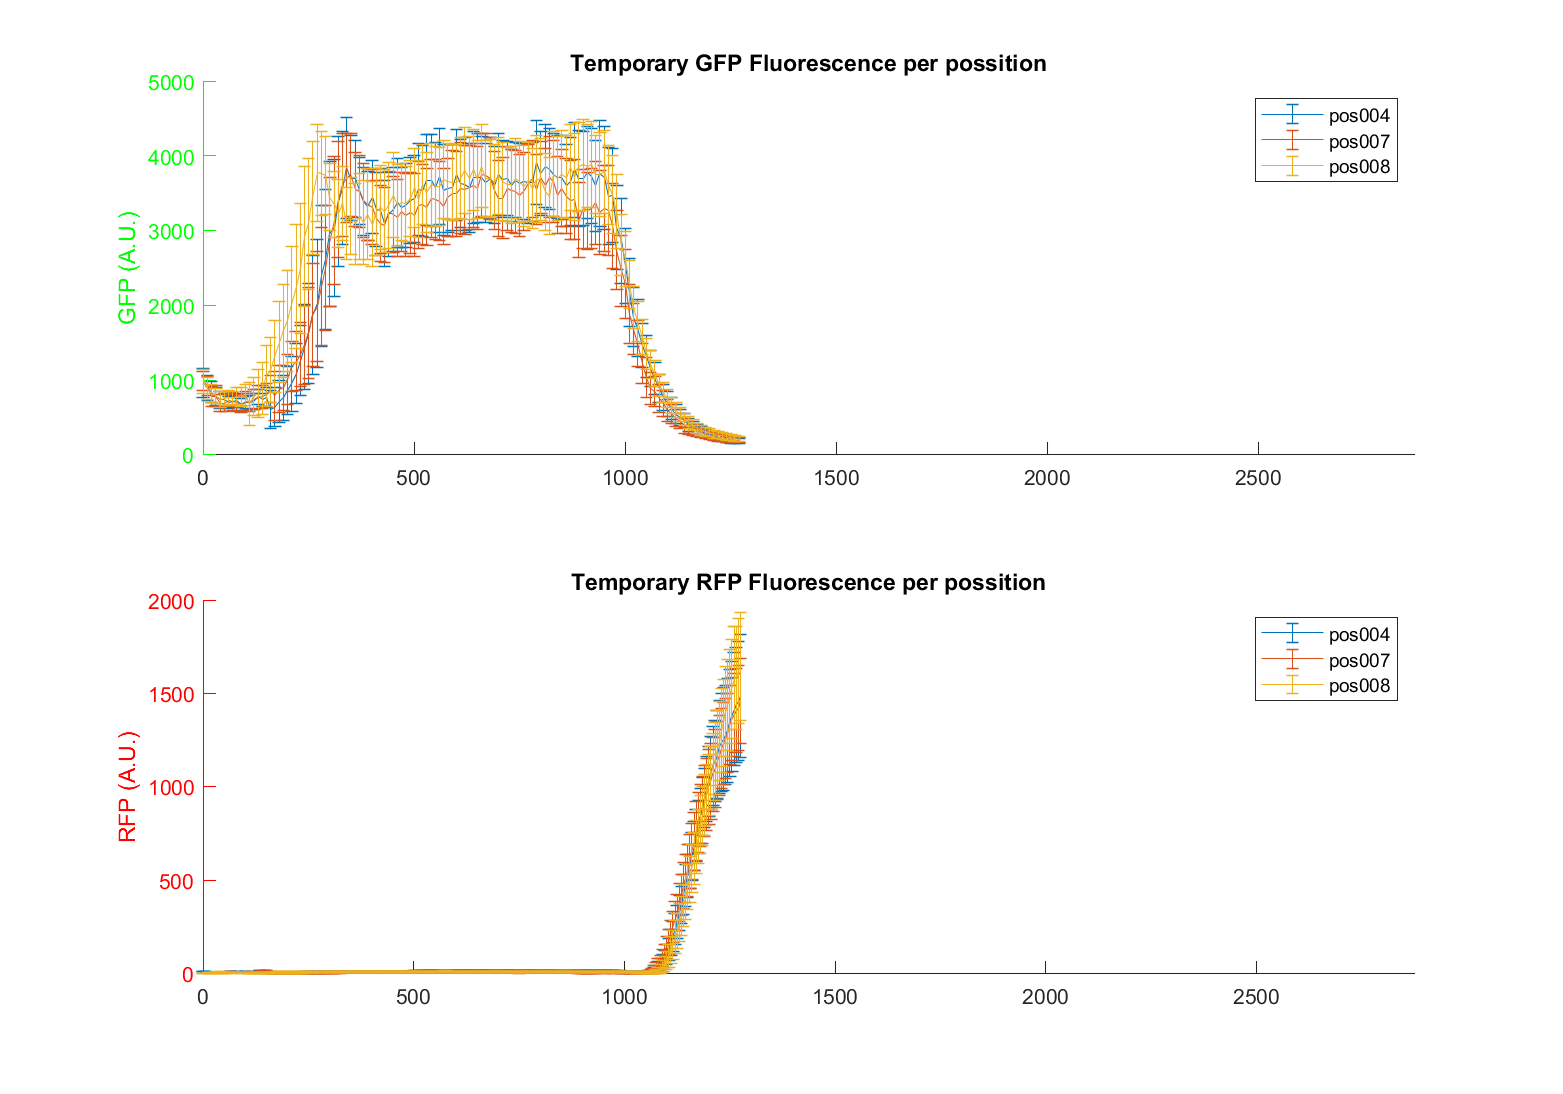 Temporary GFP Fluorescence per possition
5000
4000
3000
2000
1000
0
GFP (A.U.)
0 500 1000 1500 2000 2500
pos004
pos007
pos008
Temporary RFP Fluorescence per possition
2000
1500
1000
500
0
RFP (A.U.)
0 500 1000 1500 2000 2500
pos004
pos007
pos008